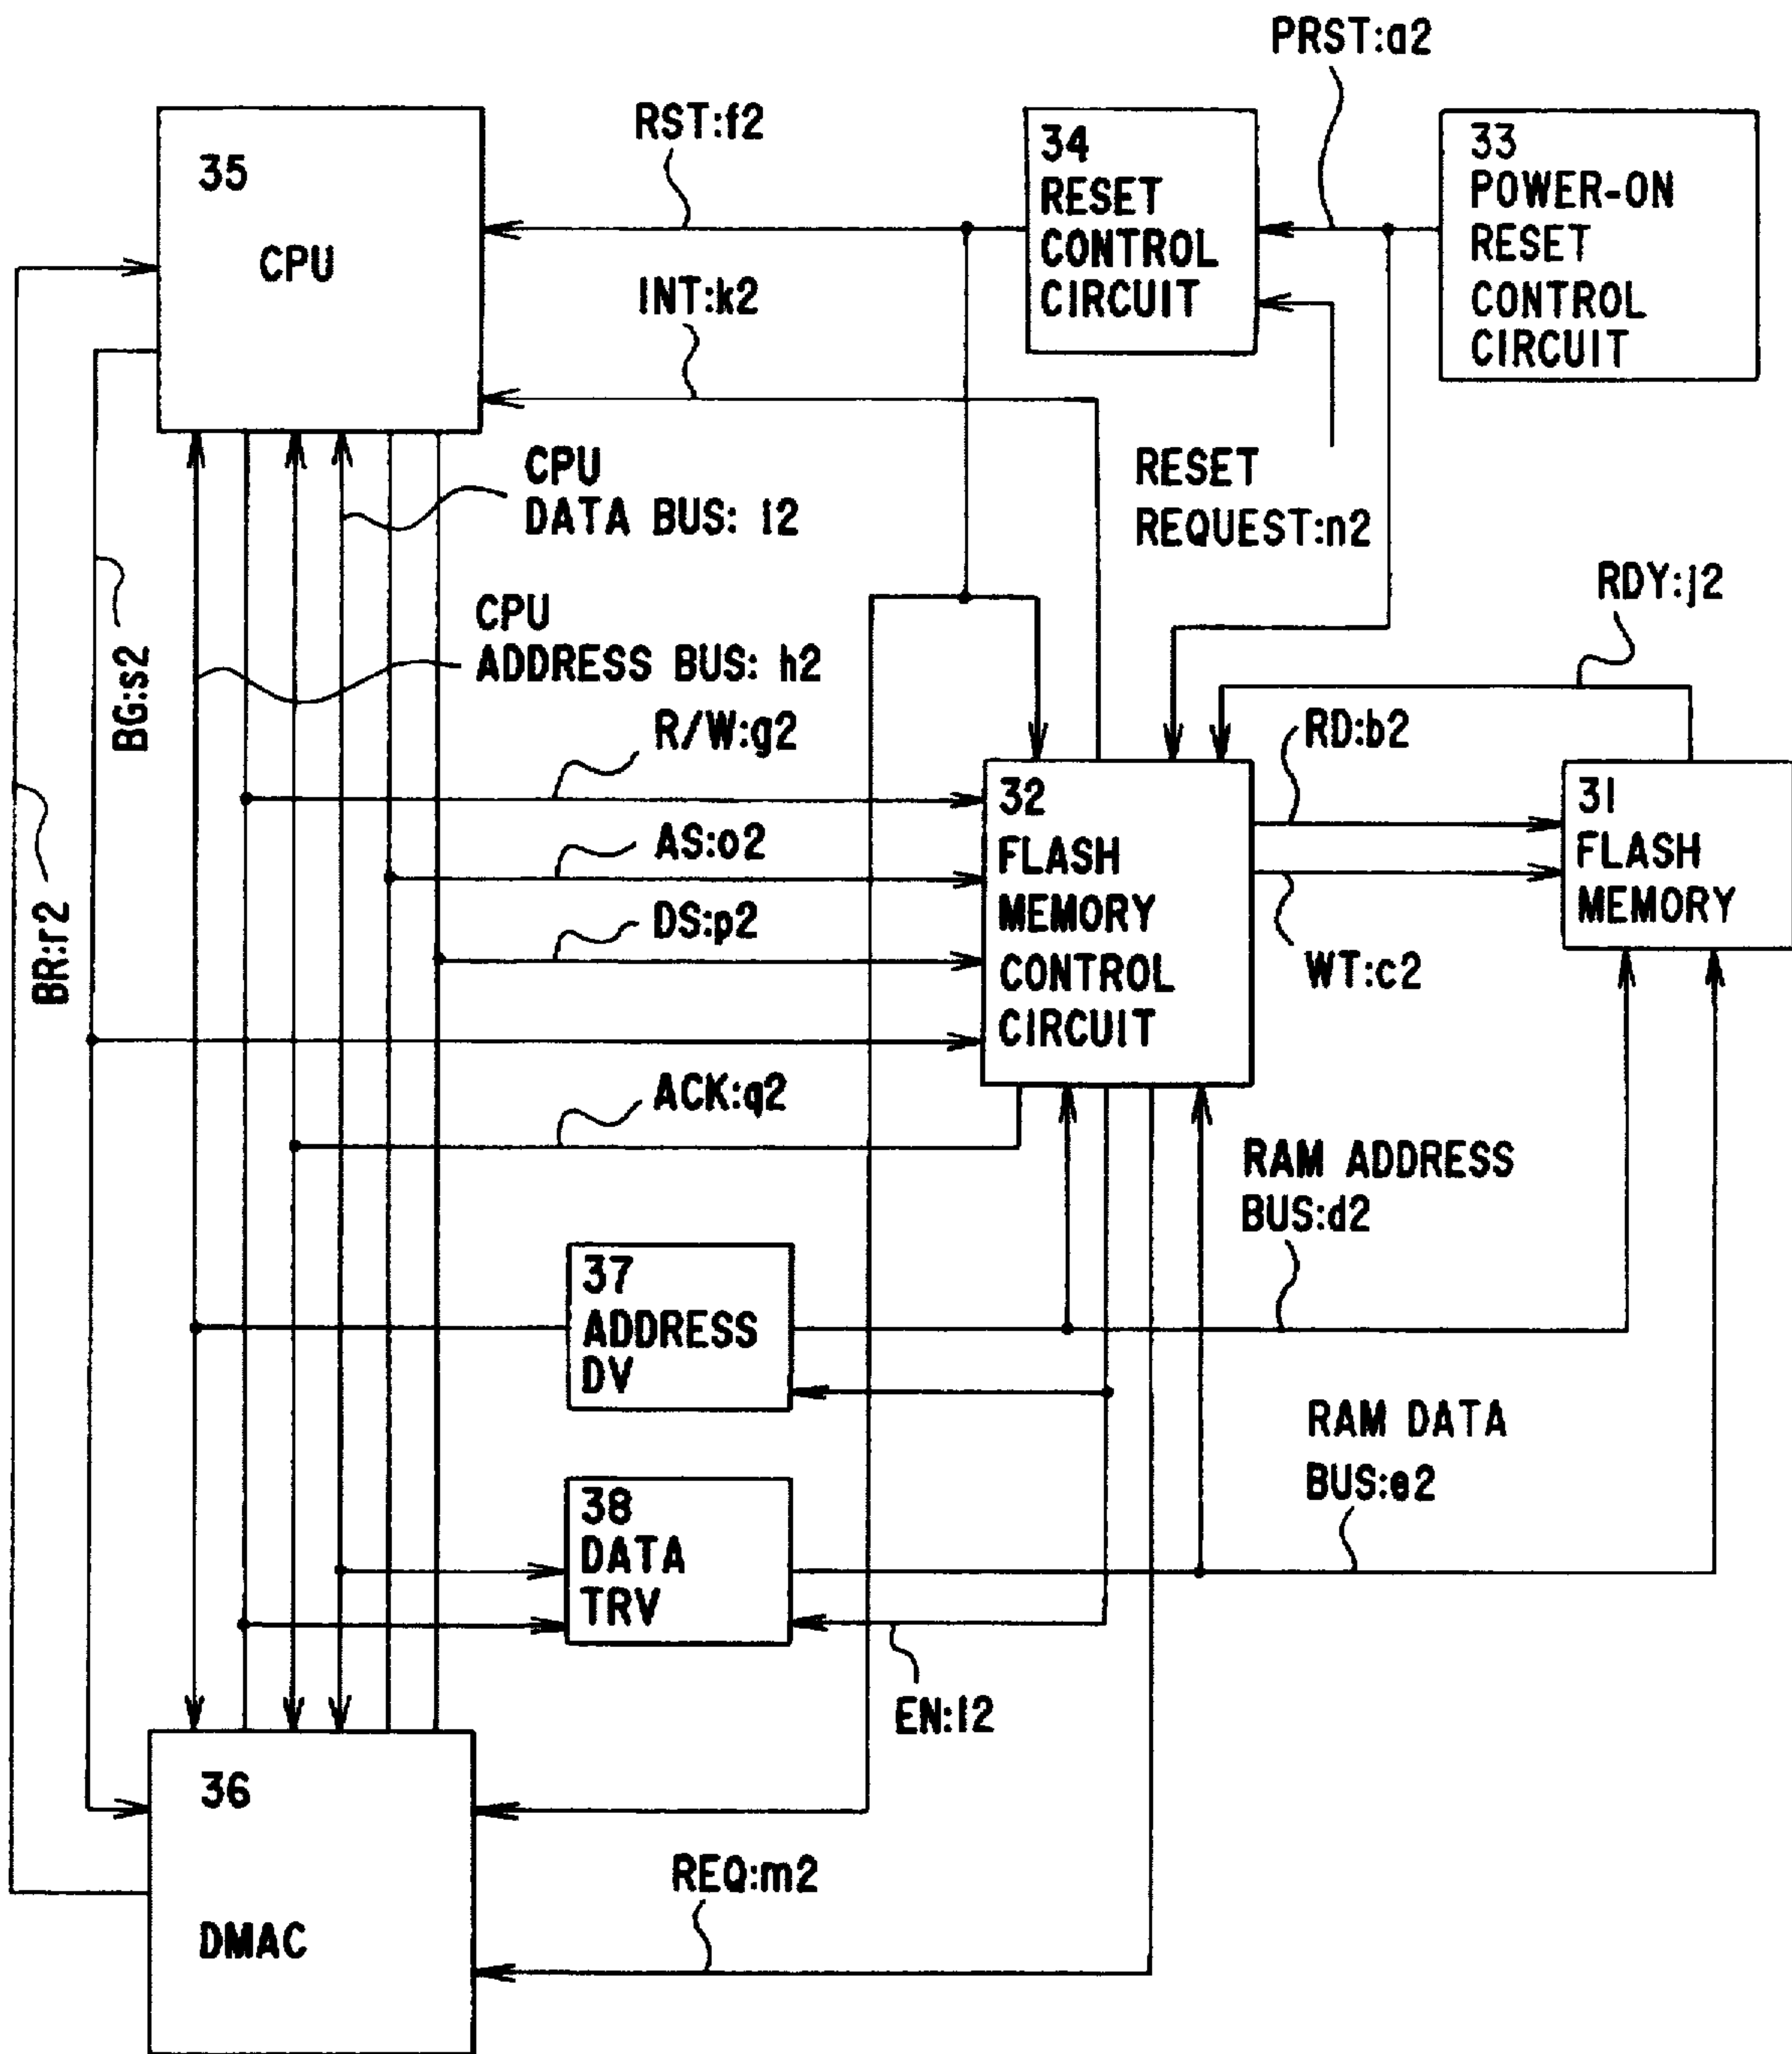 PRST:a2
35
CPU
RST:f2
INT:k2
34
RESET
CONTROL
CIRCUIT
33
POWER-ON
RESET
CONTROL
CIRCUIT
RESET
REQUEST:n2
CPU
DATA BUS: i2
CPU
ADDRESS BUS: h2
BG:s2
BR:r2
R/W:g2
AS:o2
DS:p2
ACK:q2
RDY:j2
RD:b2
WT:c2
32
FLASH
MEMORY
CONTROL
CIRCUIT
31
FLASH
MEMORY
RAM ADDRESS
BUS:d2
37
ADDRESS
DV
RAM DATA
BUS:e2
38
DATA
TRV
EN:l2
36
DMAC
REQ:m2